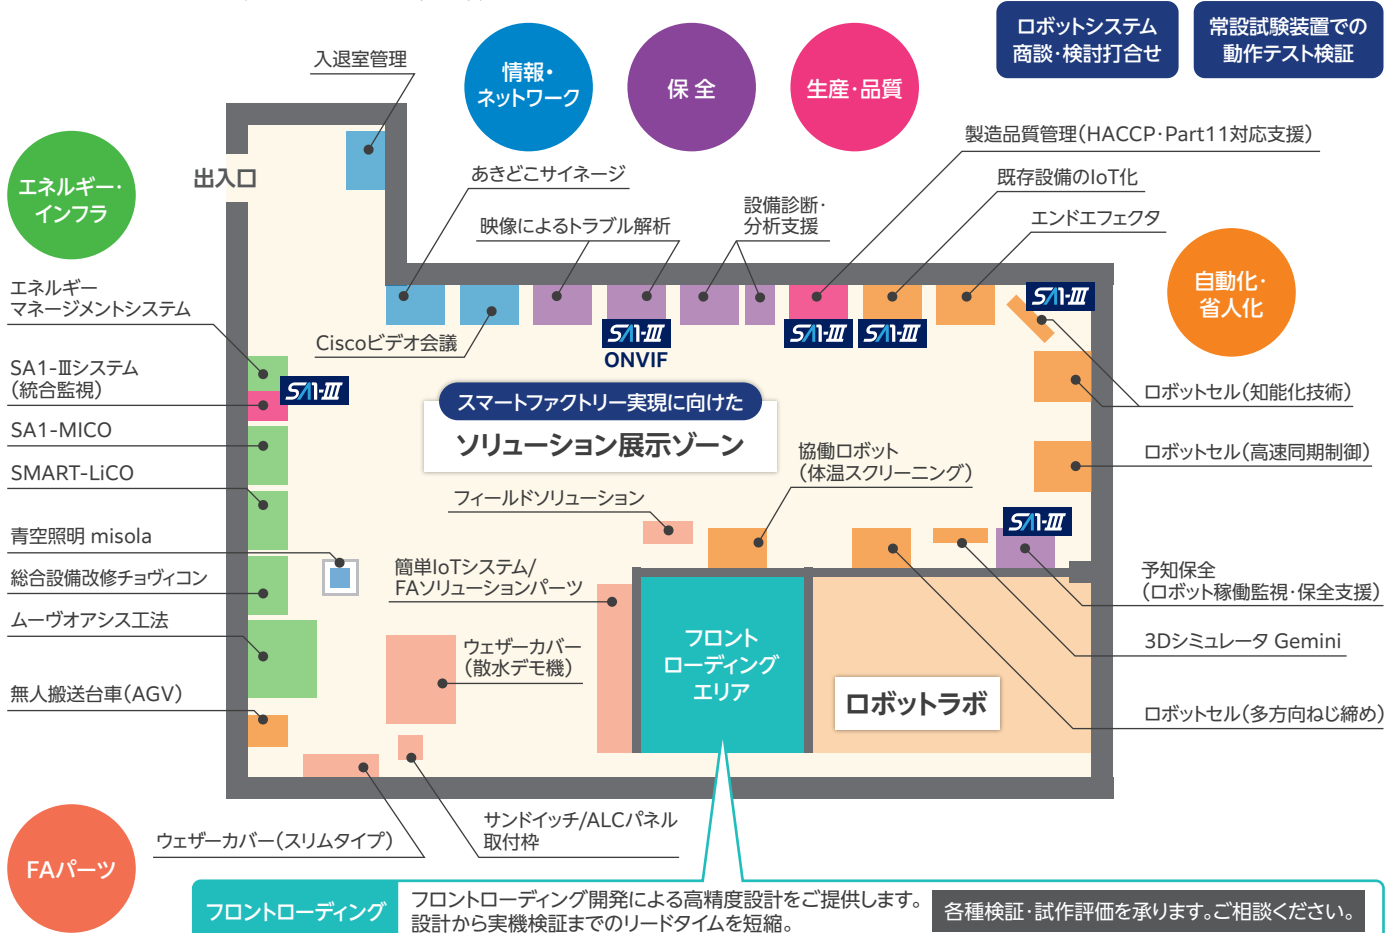 ロボットシステム
商談・検討打合せ
常設試験装置での
動作テスト検証
情報・
ネットワーク
保全
生産・品質
入退室管理
製造品質管理(HACCP・Part11対応支援)
エネルギー・
インフラ
出入口
あきどこサイネージ
既存設備のIoT化
映像によるトラブル解析
設備診断・
分析支援
エンドエフェクタ
自動化・
省人化
エネルギー
マネージメントシステム
SA1-III
Ciscoビデオ会議
SA1-III
ONVIF
SA1-III
SA1-III
SA1-Ⅲシステム
(統合監視)
SA1-III
スマートファクトリー実現に向けた
ソリューション展示ゾーン
ロボットセル(知能化技術)
SA1-MICO
協働ロボット
(体温スクリーニング)
ロボットセル(高速同期制御)
SMART-LiCO
フィールドソリューション
SA1-III
青空照明 misola
簡単IoTシステム/
FAソリューションパーツ
総合設備改修チョヴィコン
予知保全
(ロボット稼働監視・保全支援)
ムーヴオアシス工法
ウェザーカバー
(散水デモ機)
フロント
ローディング
エリア
3Dシミュレータ Gemini
無人搬送台車(AGV)
ロボットラボ
ロボットセル(多方向ねじ締め)
FAパーツ
ウェザーカバー(スリムタイプ)
サンドイッチ/ALCパネル
取付枠
フロントローディング
フロントローディング開発による高精度設計をご提供します。
設計から実機検証までのリードタイムを短縮。
各種検証・試作評価を承ります。ご相談ください。